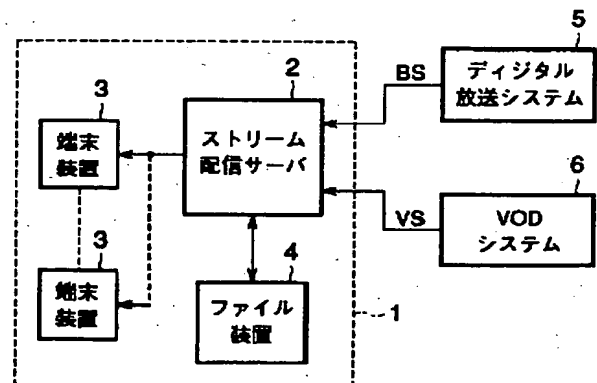 5
ディジタル
放送システム
BS
2
ストリーム
配信サーバ
3
端末
装置
6
VOD
システム
VS
3
端末
装置
4
ファイル
装置
1